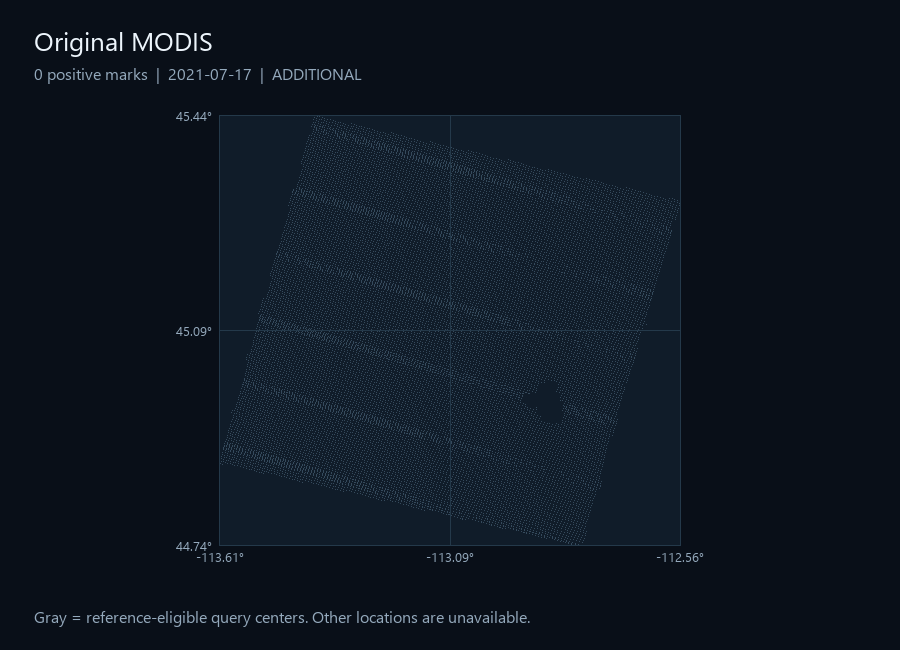 Original MODIS
0 positive marks | 2021-07-17 | ADDITIONAL
45.44°
45.09°
44.74°
-113.61°
-113.09°
-112.56°
Gray = reference-eligible query centers. Other locations are unavailable.